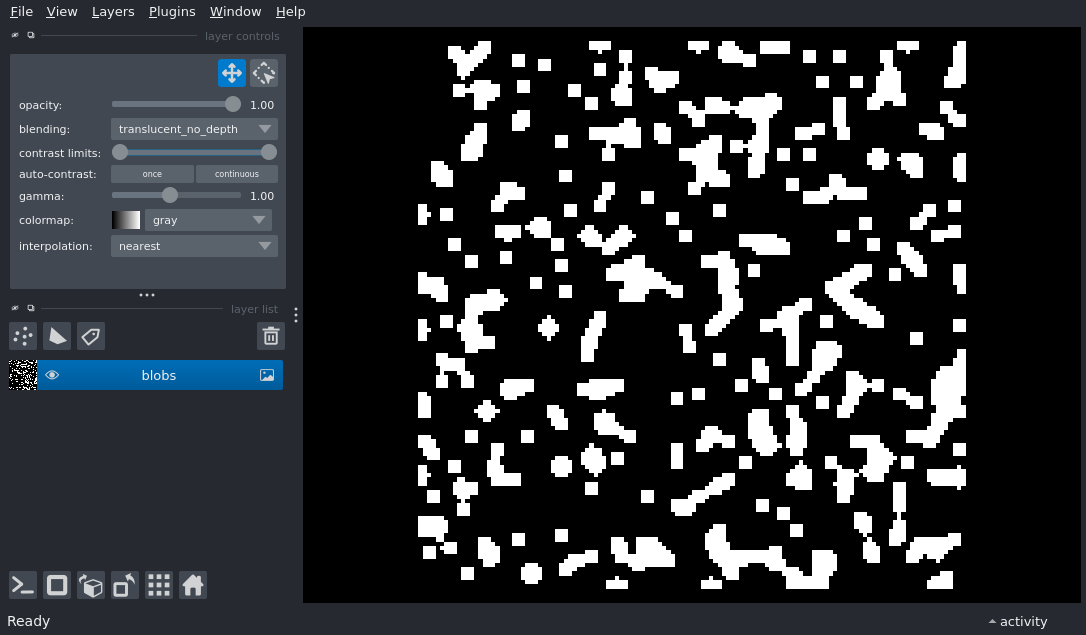 File View Layers Plugins Window Help
layer controls
opacity: 1.00
blending: translucent_no_depth
contrast limits:
auto-contrast: once continuous
gamma: 1.00
colormap: gray
interpolation: nearest
layer list
blobs
Ready
activity